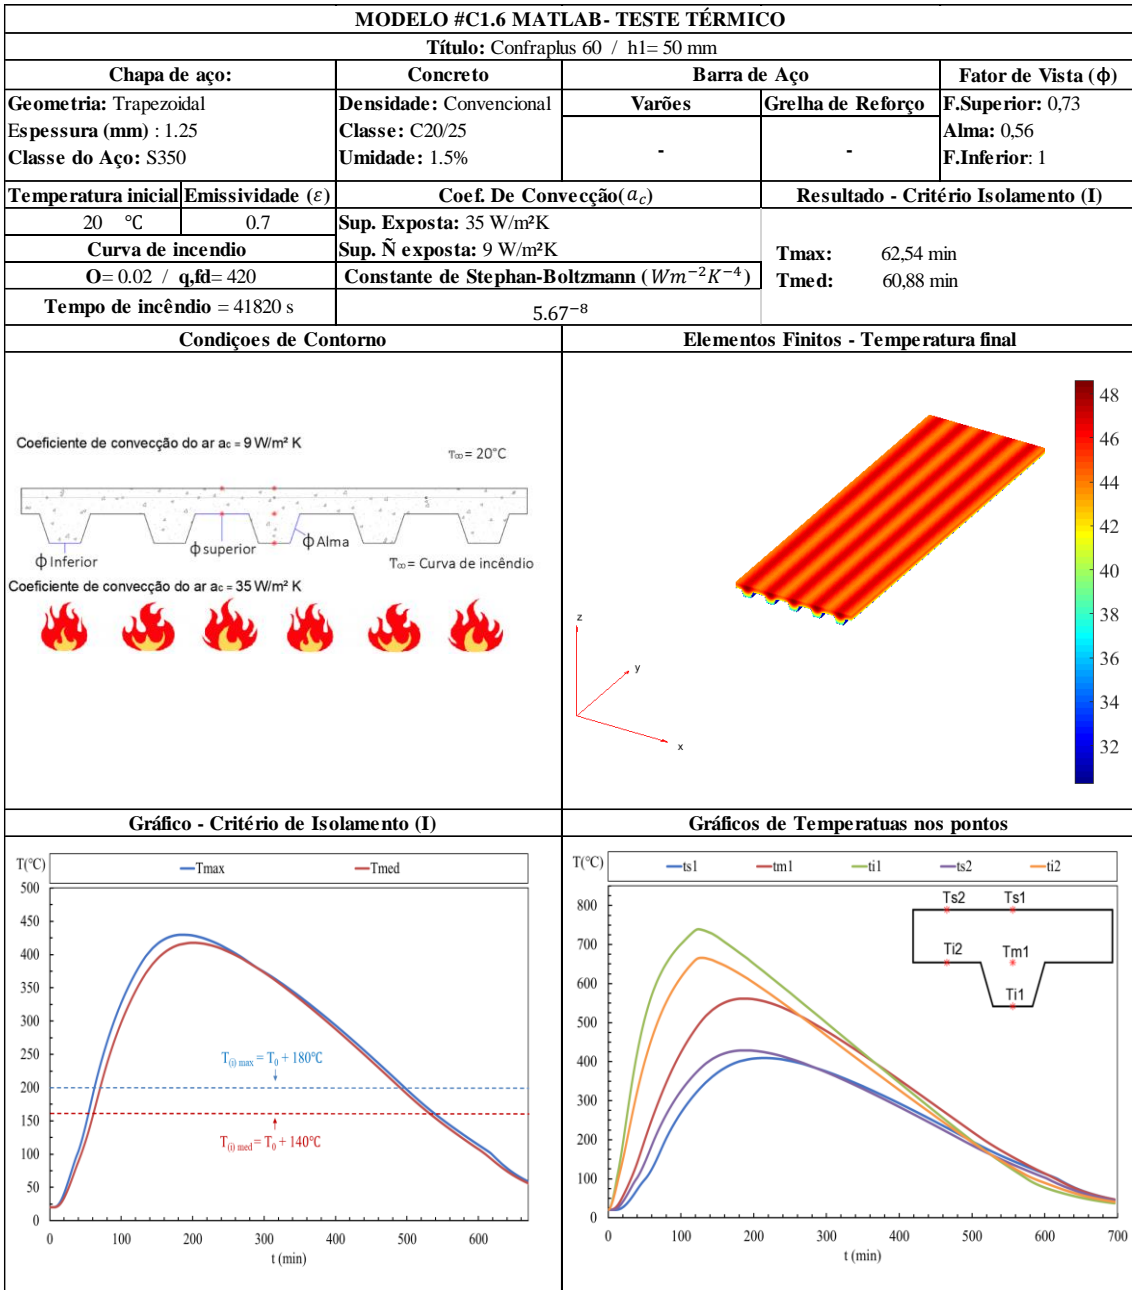 MODELO #C1.6 MATLAB- TESTE TÉRMICO
Título: Confraplus 60 / h1= 50 mm
Chapa de aço:
Concreto
Barra de Aço
Fator de Vista (ϕ)
Geometria: Trapezoidal
Espessura (mm) : 1.25
Classe do Aço: S350
Densidade: Convencional
Classe: C20/25
Umidade: 1.5%
Varões
Grelha de Reforço
-
-
F.Superior: 0,73
Alma: 0,56
F.Inferior: 1
Temperatura inicial
Emissividade (ε)
Coef. De Convecção(a_c)
Resultado - Critério Isolamento (I)
20 ℃
0.7
Sup. Exposta: 35 W/m²K
Sup. Ñ exposta: 9 W/m²K
Curva de incendio
O= 0.02 / q,fd= 420
Constante de Stephan-Boltzmann (Wm⁻²K⁻⁴)
Tempo de incêndio = 41820 s
5.67⁻⁸
Tmax: 62,54 min
Tmed: 60,88 min
Condiçoes de Contorno
Elementos Finitos - Temperatura final
Coeficiente de convecção do ar ac = 9 W/m² K
T∞= 20°C
ϕ Inferior
ϕ superior
ϕ Alma
T∞= Curva de incêndio
Coeficiente de convecção do ar ac = 35 W/m² K
z
y
x
48
46
44
42
40
38
36
34
32
Gráfico - Critério de Isolamento (I)
Gráficos de Temperatuas nos pontos
T(℃)
Tmax
Tmed
500
450
400
350
300
250
200
150
100
50
0
T(i) max = T0 + 180℃
T(i) med = T0 + 140℃
0 100 200 300 400 500 600
t (min)
T(℃)
ts1
tm1
ti1
ts2
ti2
800
700
600
500
400
300
200
100
0
Ts2
Ts1
Ti2
Tm1
Ti1
0 100 200 300 400 500 600 700
t (min)